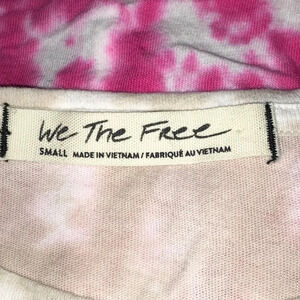 We The Free
SMALL MADE IN VIETNAM / FABRIQUÉ AU VIETNAM